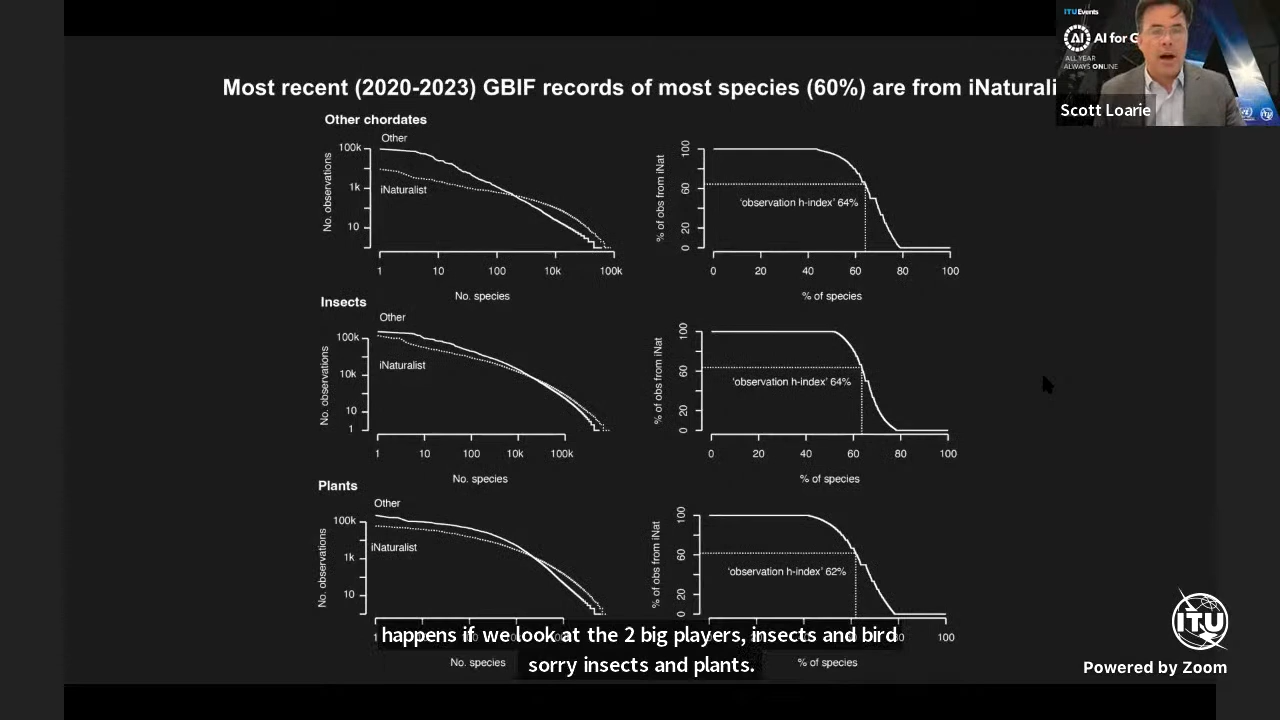 ITUEvents
AI
AI for G
ALL YEAR
ALWAYS ONLINE
Scott Loarie
Most recent (2020-2023) GBIF records of most species (60%) are from iNaturali
Other chordates
Other
iNaturalist
No. observations
100k
1k
10
1 10 100 10k 100k
No. species
% of obs from iNat
100
60
20
0
'observation h-index' 64%
0 20 40 60 80 100
% of species
Insects
Other
iNaturalist
No. observations
100k
10k
10
1
1 10 100 10k 100k
No. species
% of obs from iNat
100
60
20
0
'observation h-index' 64%
0 20 40 60 80 100
% of species
Plants
Other
iNaturalist
No. observations
100k
1k
10
No. species
% of obs from iNat
100
60
20
0
'observation h-index' 62%
80 100
% of species
happens if we look at the 2 big players, insects and bird
sorry insects and plants.
ITU
Powered by Zoom